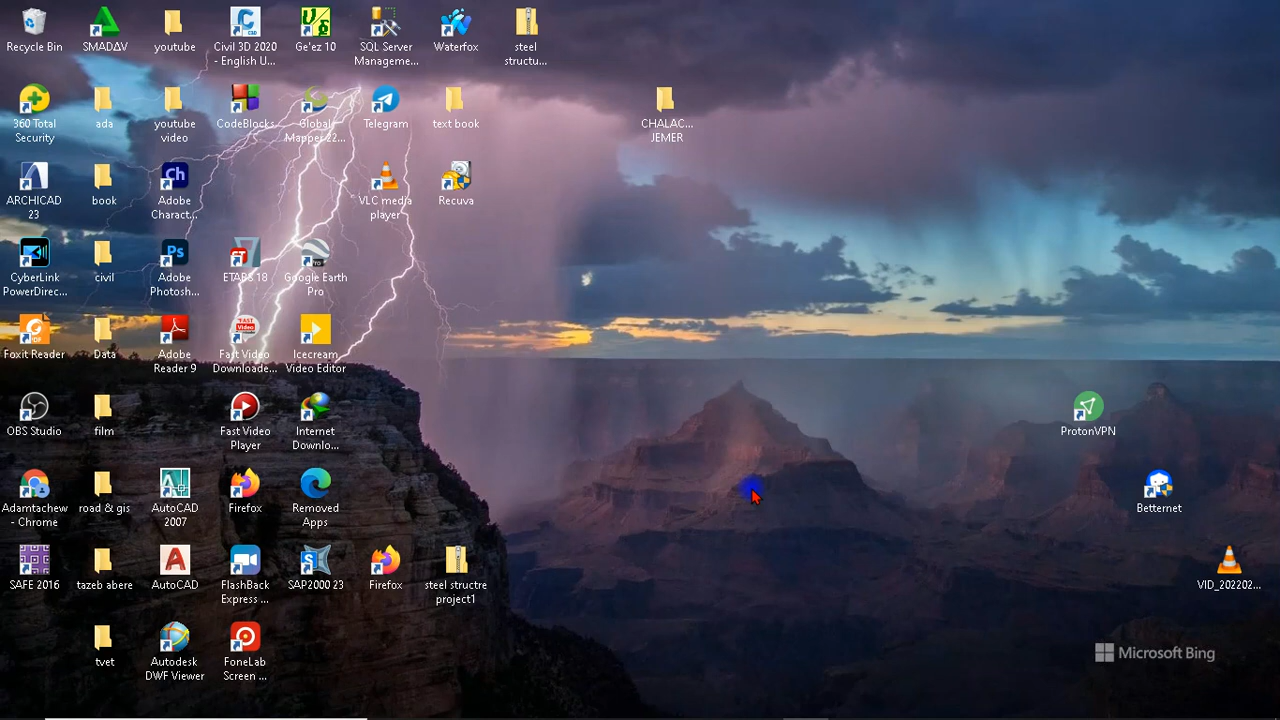 Recycle Bin
SMADΔV
youtube
Civil 3D 2020
- English U...
Ge'ez 10
SQL Server
Manageme...
Waterfox
steel
structu...
360 Total
Security
ada
youtube
video
CodeBlocks
Global
Mapper 22...
Telegram
text book
CHALAC...
JEMER
ARCHICAD
23
book
Ch
Adobe
Charact...
VLC media
player
Recuva
CyberLink
PowerDirec...
civil
Ps
Adobe
Photosh...
ETABS 18
Google Earth
Pro
Foxit Reader
Data
Adobe
Reader 9
Fast Video
Downloade...
Icecream
Video Editor
OBS Studio
film
Fast Video
Player
Internet
Downlo...
ProtonVPN
Adamtachew
- Chrome
road & gis
AutoCAD
2007
Firefox
Removed
Apps
Betternet
SAFE 2016
tazeb abere
AutoCAD
FlashBack
Express ...
SAP2000 23
Firefox
steel structre
project1
VID_202202...
tvet
Autodesk
DWF Viewer
FoneLab
Screen ...
Microsoft Bing